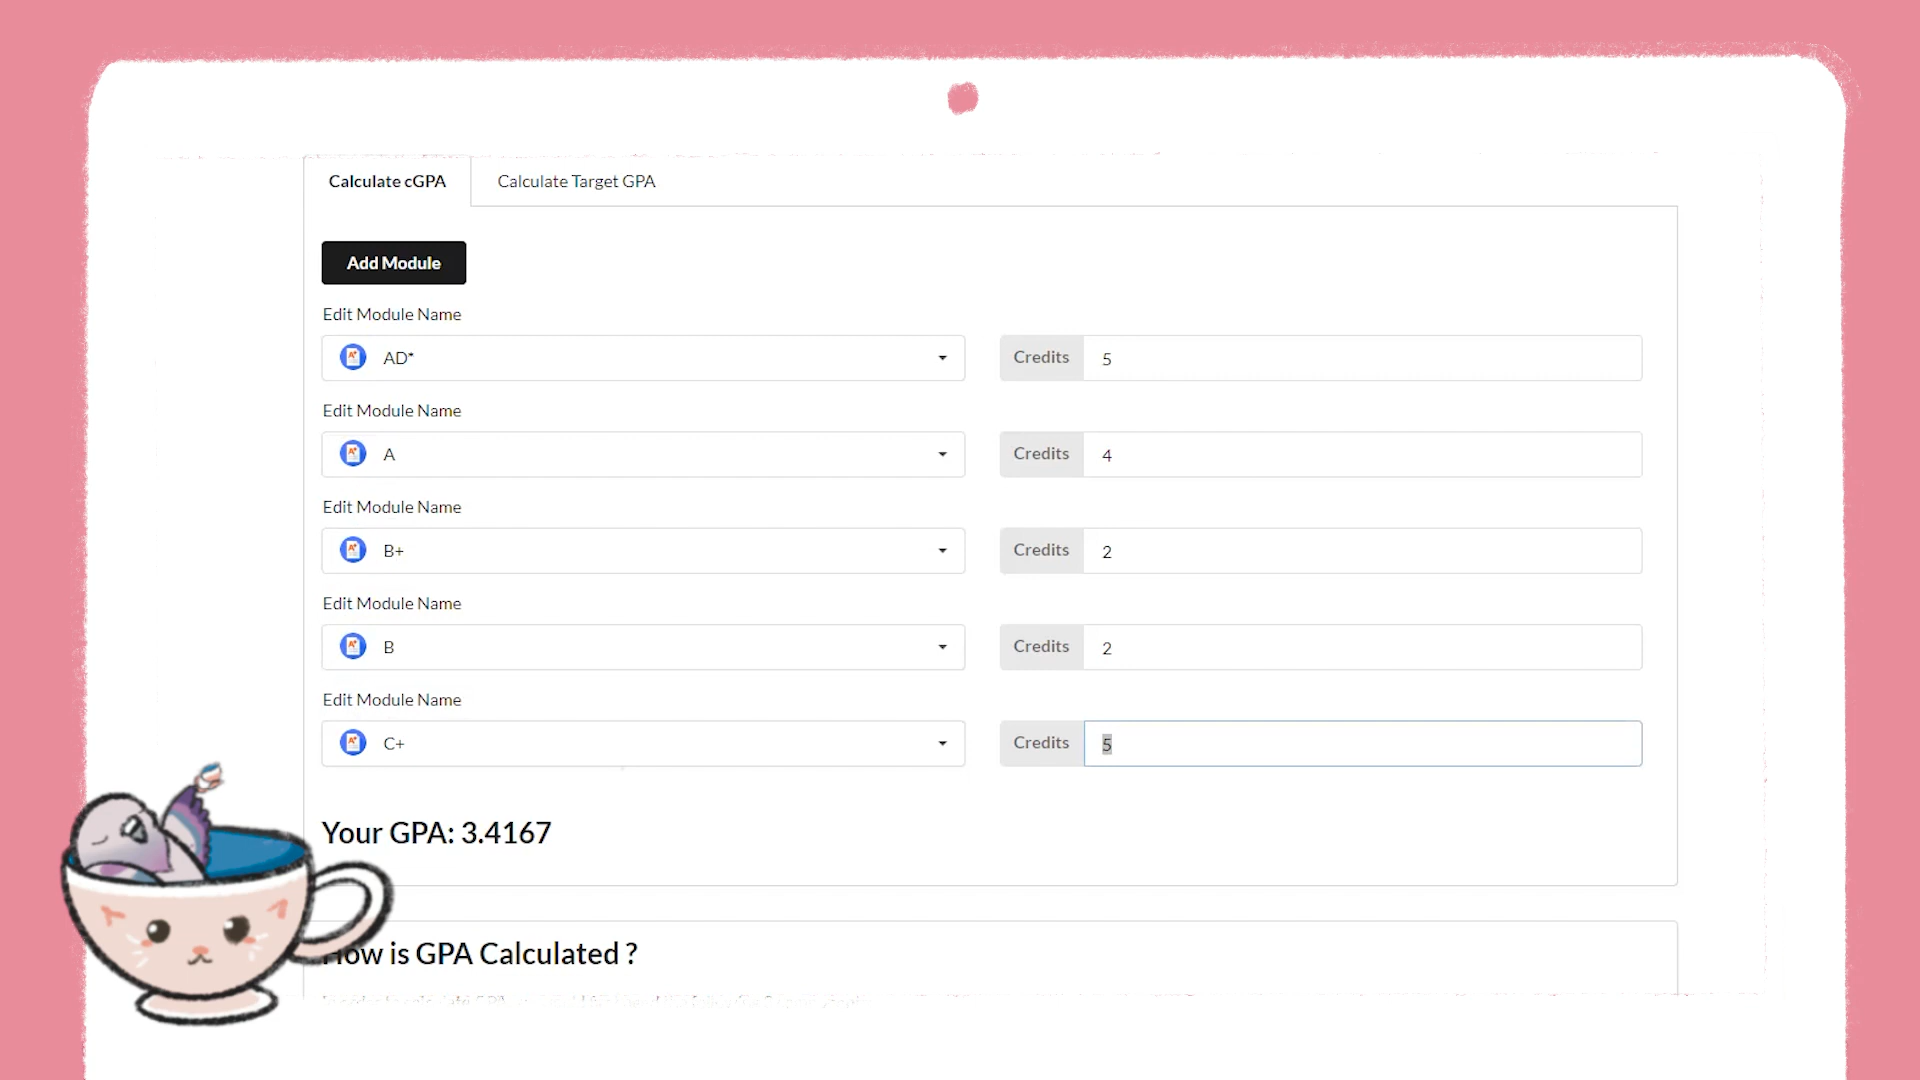 Calculate cGPA Calculate Target GPA
Add Module
Edit Module Name
AD* Credits 5
Edit Module Name
A Credits 4
Edit Module Name
B+ Credits 2
Edit Module Name
B Credits 2
Edit Module Name
C+ Credits 5
Your GPA: 3.4167
How is GPA Calculated ?